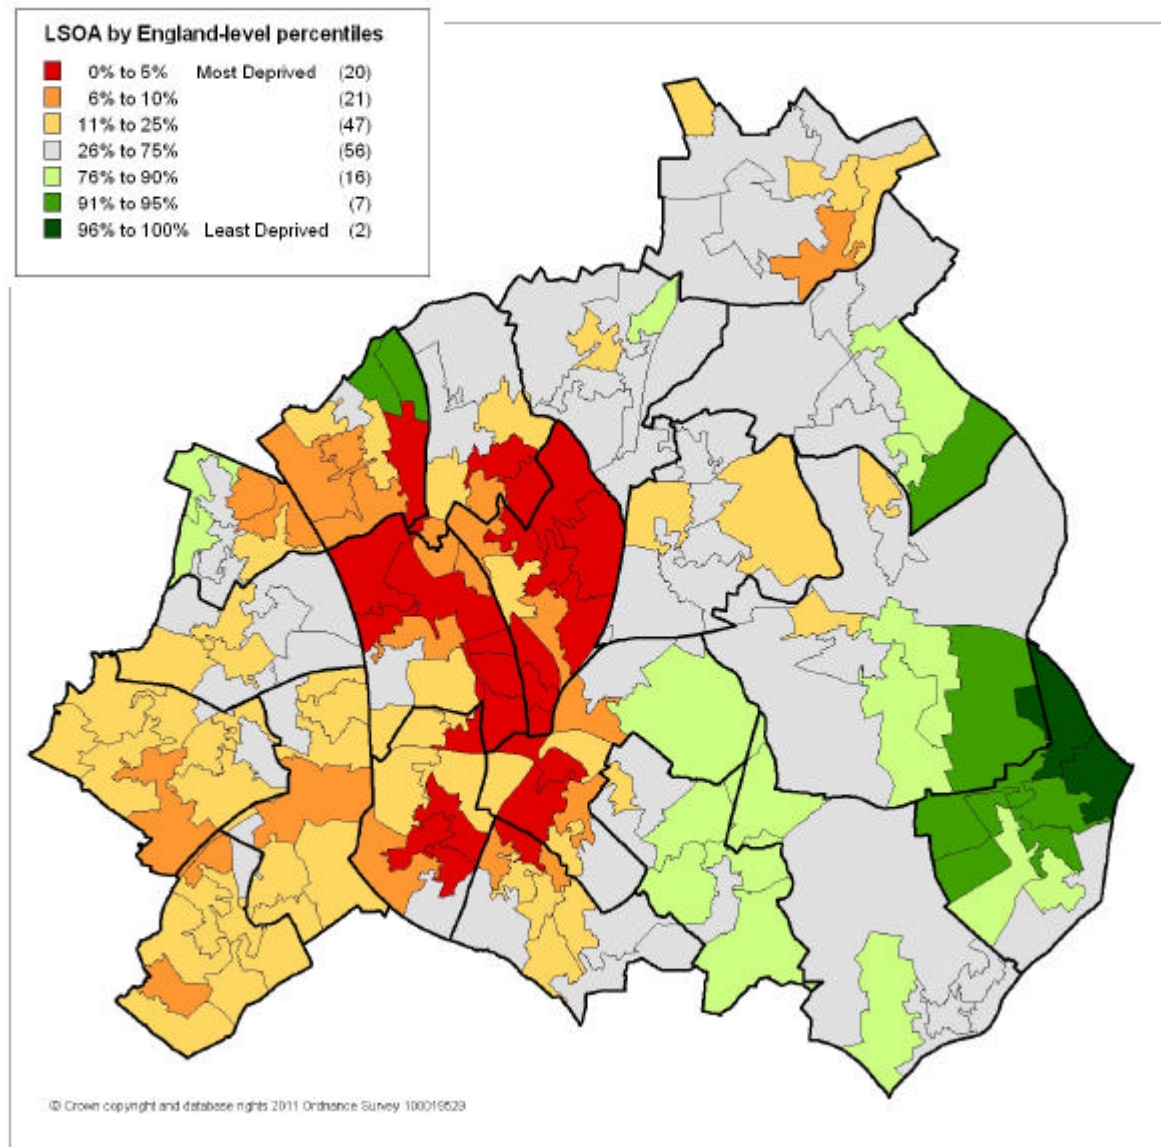 LSOA by England-level percentiles
0% to 5% Most Deprived (20)
6% to 10% (21)
11% to 25% (47)
26% to 75% (56)
76% to 90% (16)
91% to 95% (7)
96% to 100% Least Deprived (2)
© Crown copyright and database rights 2011 Ordnance Survey 100019529